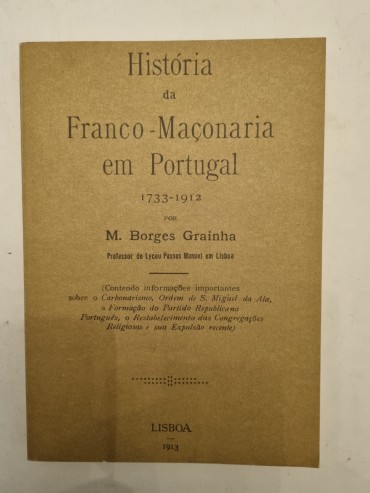 História
da
Franco-Maçonaria
em Portugal
1733-1912
POR
M. Borges Grainha
Professor do Lyceu Passos Manuel em Lisboa
(Contendo informações importantes
sobre o Carbonarismo, Ordem de S. Miguel da Ala,
a Formação do Partido Republicano
Português, o Restabelecimento das Congregações
Religiosas e sua Expulsão recente)
LISBOA
1913